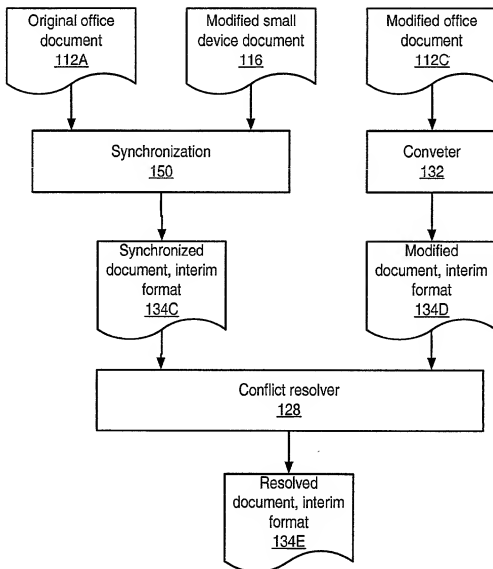 Original office
document
112A
Modified small
device document
116
Modified office
document
112C
Synchronization
150
Conveter
132
Synchronized
document, interim
format
134C
Modified
document, interim
format
134D
Conflict resolver
128
Resolved
document, interim
format
134E